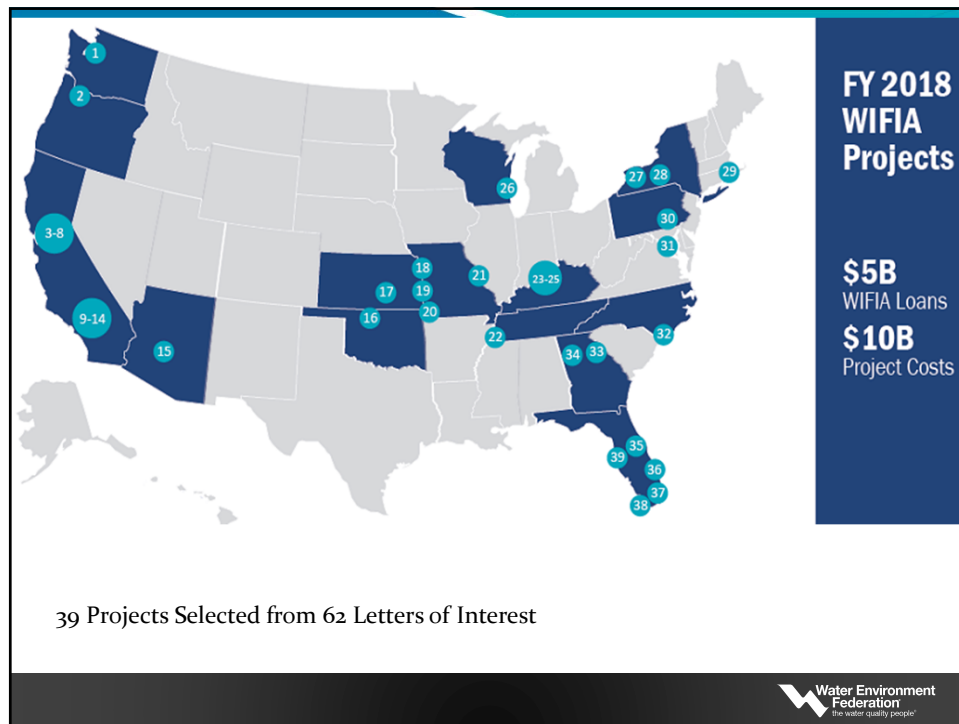 1
2
3-8
9-14
15
16
17
18
19
20
21
22
23-25
26
27
28
29
30
31
32
33
34
35
36
37
38
39
FY 2018
WIFIA
Projects
$5B
WIFIA Loans
$10B
Project Costs
39 Projects Selected from 62 Letters of Interest
Water Environment
Federation
the water quality people®